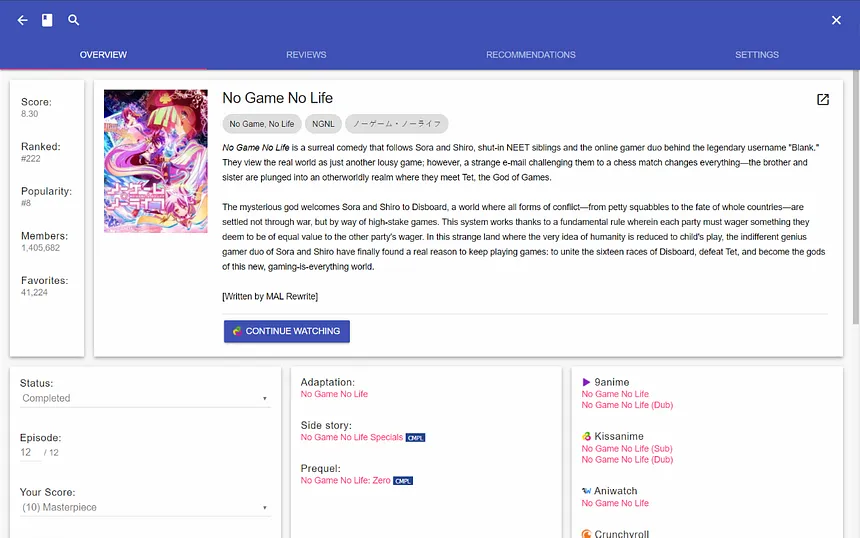 OVERVIEW
REVIEWS
RECOMMENDATIONS
SETTINGS
Score:
8.30
Ranked:
#222
Popularity:
#8
Members:
1,405,682
Favorites:
41,224
No Game No Life
No Game, No Life
NGNL
ノーゲーム・ノーライフ
No Game No Life is a surreal comedy that follows Sora and Shiro, shut-in NEET siblings and the online gamer duo behind the legendary username "Blank."
They view the real world as just another lousy game; however, a strange e-mail challenging them to a chess match changes everything—the brother and
sister are plunged into an otherworldly realm where they meet Tet, the God of Games.
The mysterious god welcomes Sora and Shiro to Disboard, a world where all forms of conflict—from petty squabbles to the fate of whole countries—are
settled not through war, but by way of high-stake games. This system works thanks to a fundamental rule wherein each party must wager something they
deem to be of equal value to the other party's wager. In this strange land where the very idea of humanity is reduced to child's play, the indifferent genius
gamer duo of Sora and Shiro have finally found a real reason to keep playing games: to unite the sixteen races of Disboard, defeat Tet, and become the gods
of this new, gaming-is-everything world.
[Written by MAL Rewrite]
CONTINUE WATCHING
Status:
Completed
Episode:
12 / 12
Your Score:
(10) Masterpiece
Adaptation:
No Game No Life
Side story:
No Game No Life Specials CMPL
Prequel:
No Game No Life: Zero CMPL
9anime
No Game No Life
No Game No Life (Dub)
Kissanime
No Game No Life (Sub)
No Game No Life (Dub)
Aniwatch
No Game No Life
Crunchyroll